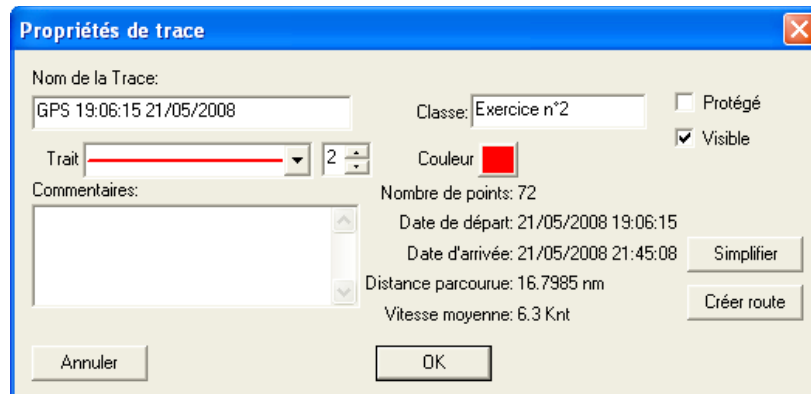 Propriétés de trace
Nom de la Trace:
GPS 19:06:15 21/05/2008
Classe: Exercice n°2
Protégé
Visible
Trait 2
Couleur
Commentaires:
Nombre de points: 72
Date de départ: 21/05/2008 19:06:15
Date d'arrivée: 21/05/2008 21:45:08
Simplifier
Distance parcourue: 16.7985 nm
Créer route
Vitesse moyenne: 6.3 Knt
Annuler
OK